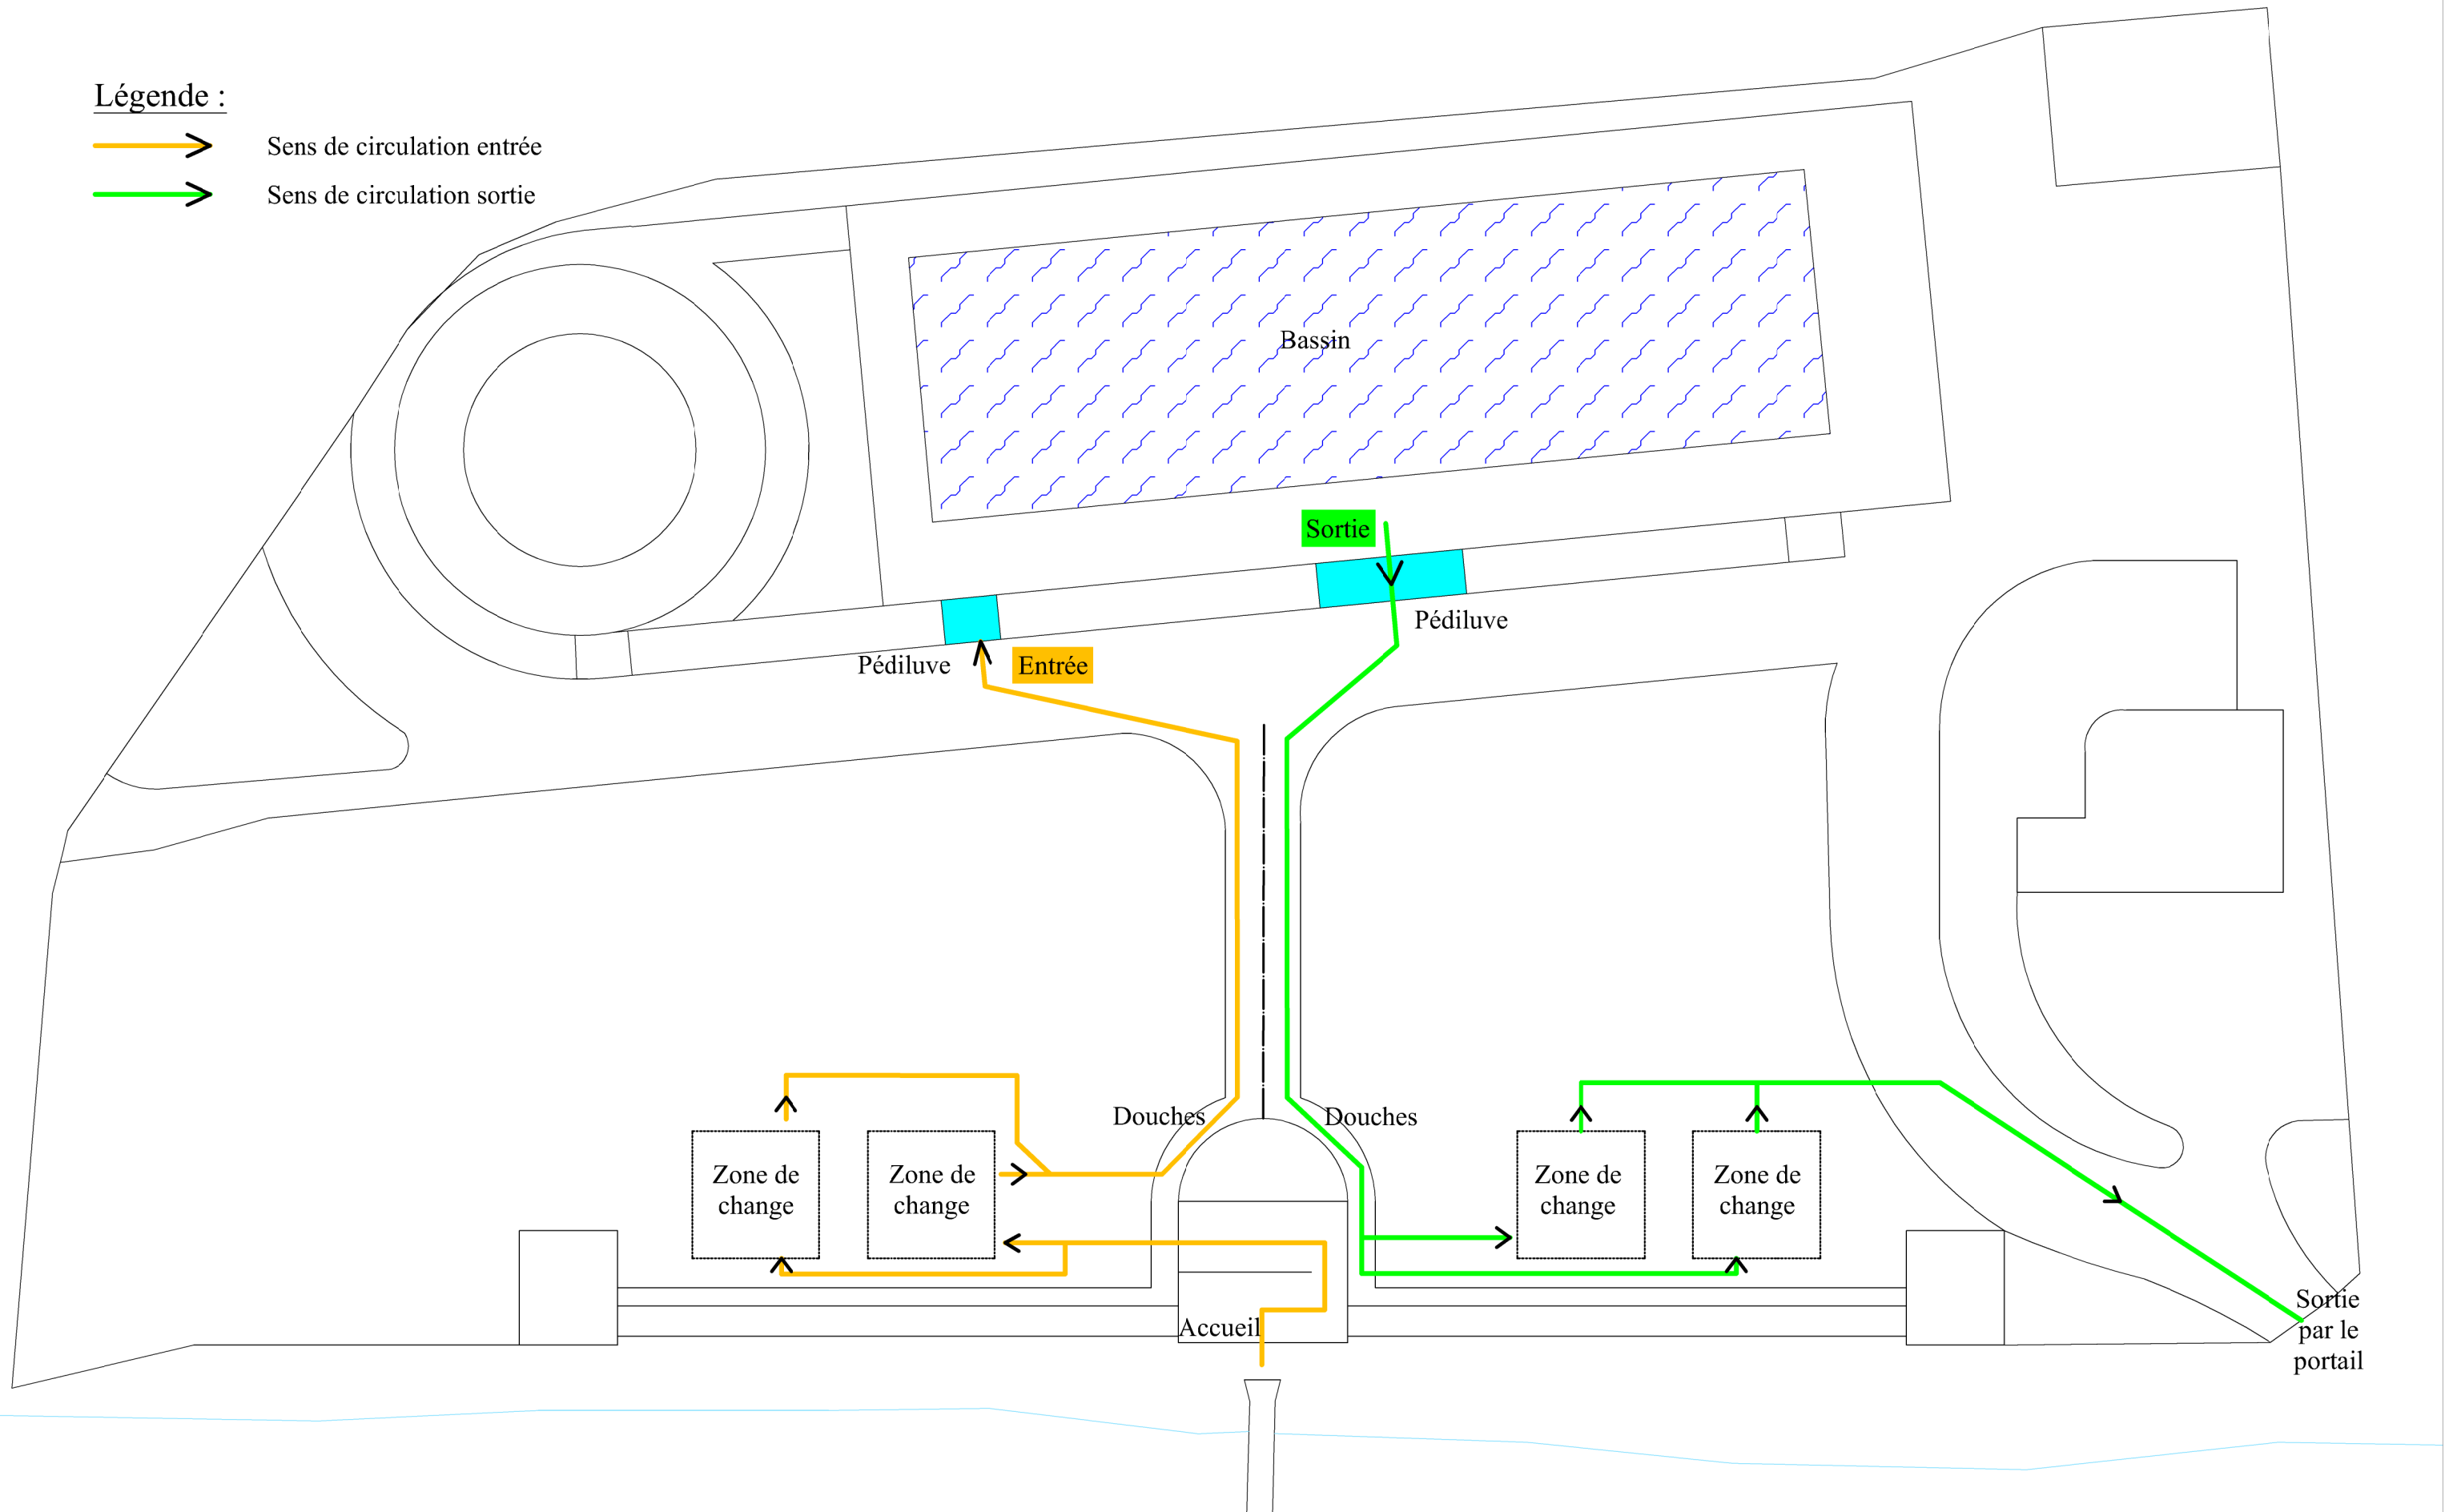 Légende :
Sens de circulation entrée
Sens de circulation sortie
Bassin
Sortie
Pédiluve
Pédiluve
Entrée
Douches
Douches
Zone de
change
Zone de
change
Zone de
change
Zone de
change
Accueil
Sortie
par le
portail